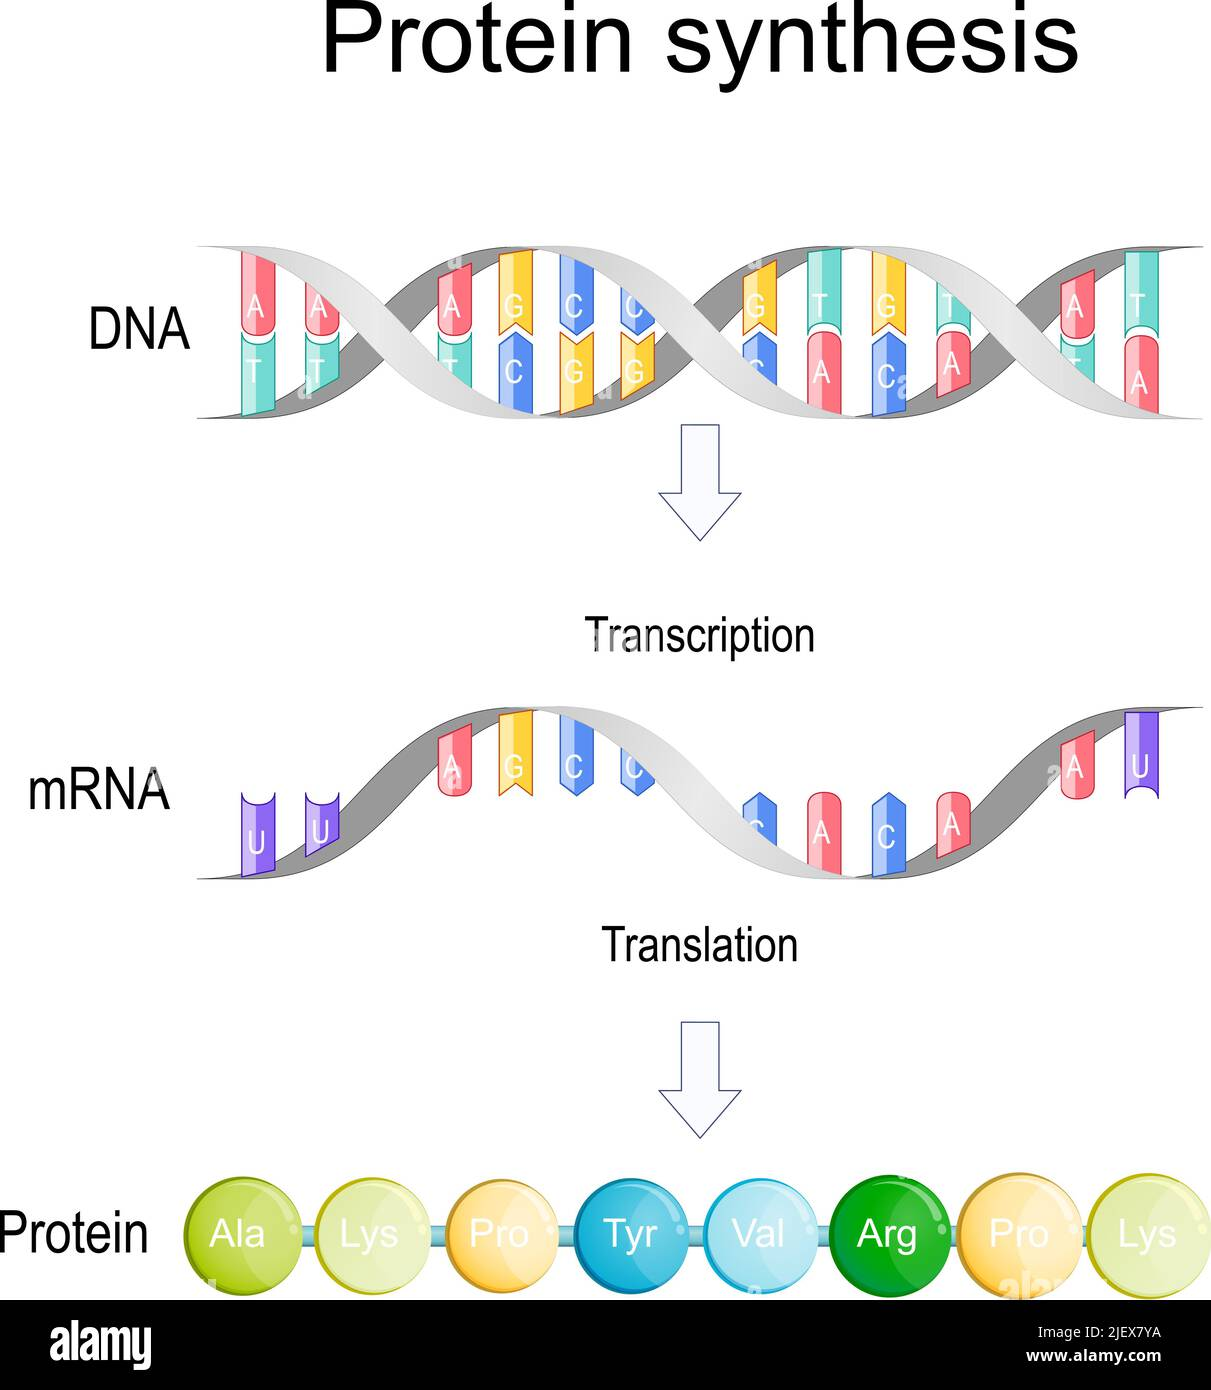 Protein synthesis
DNA
A A A G C C G T G T A T
T T T C G G C A C A T A
Transcription
mRNA
A G C C A U
U U C A C A
Translation
Protein
Ala Lys Pro Tyr Val Arg Pro Lys
alamy
Image ID: 2JEX7YA
www.alamy.com